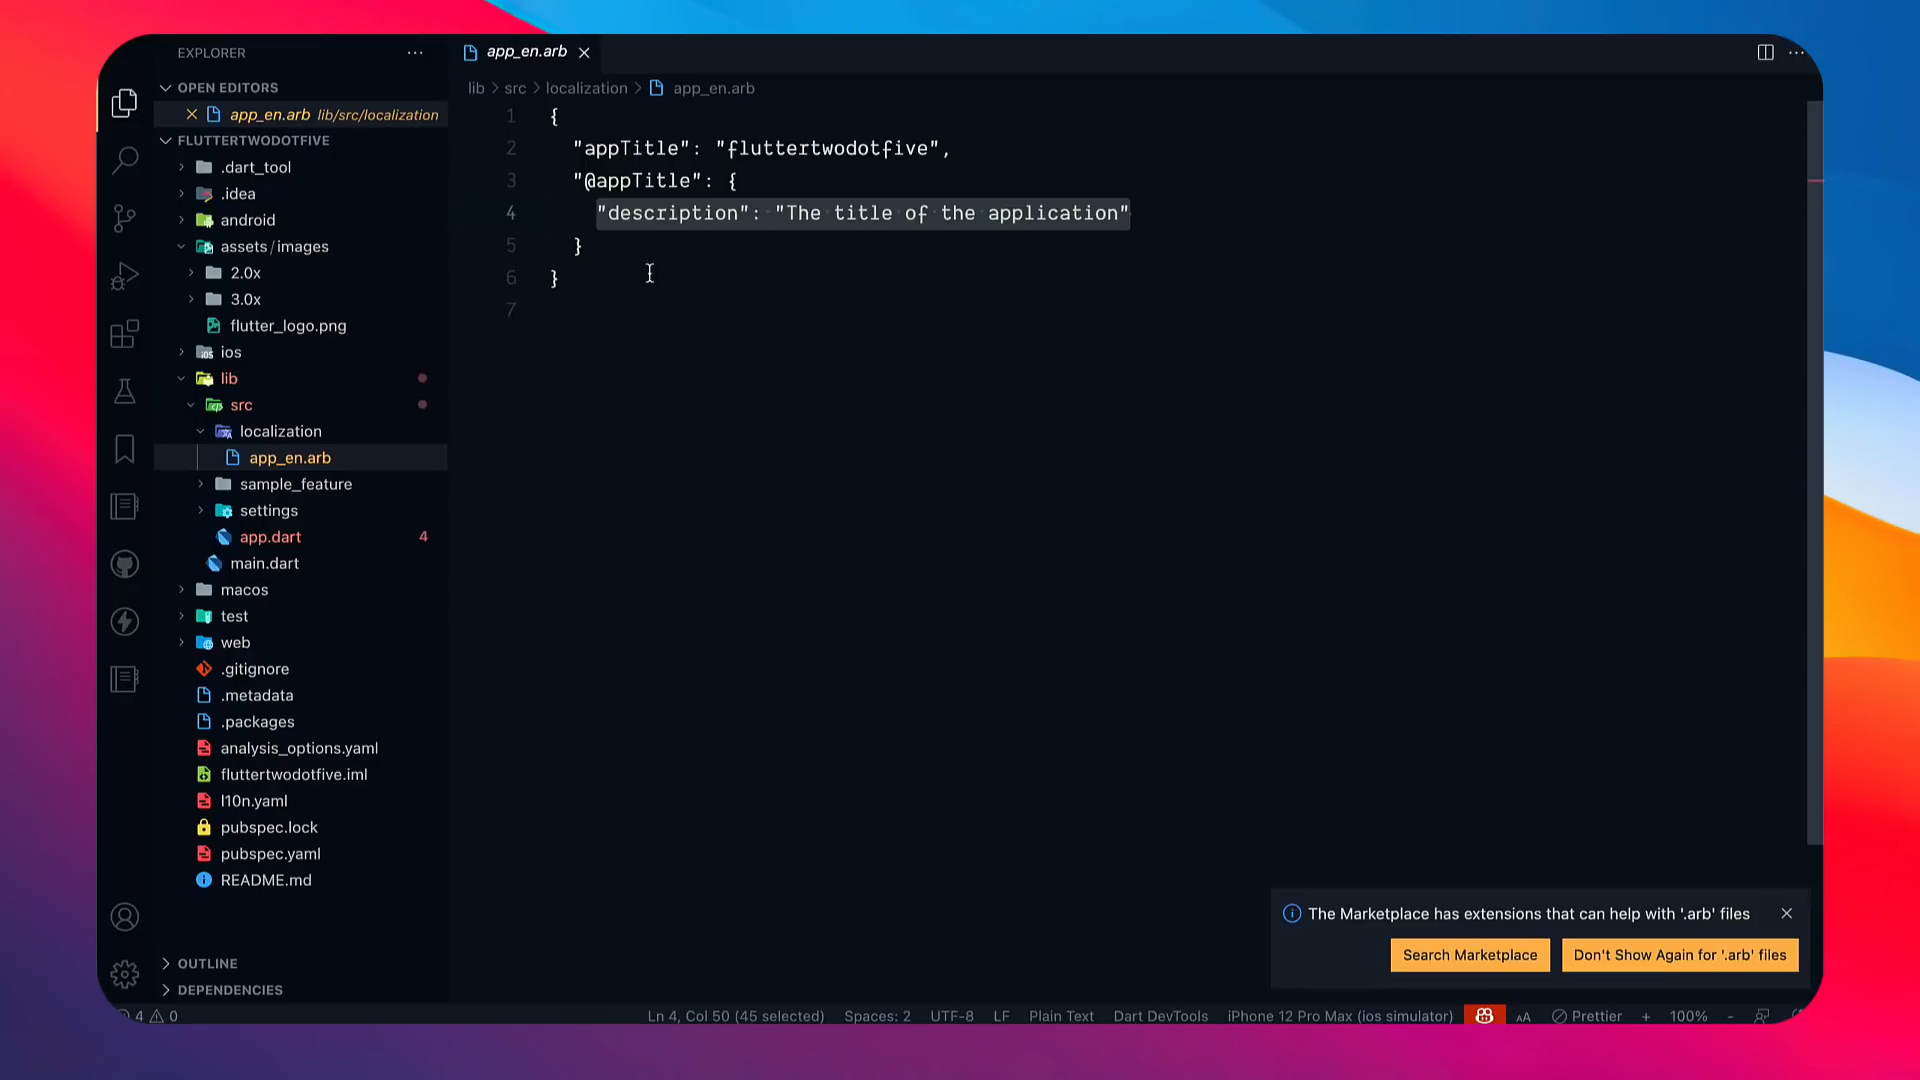 EXPLORER
OPEN EDITORS
app_en.arb lib/src/localization
FLUTTERTWODOTFIVE
.dart_tool
.idea
android
assets/images
2.0x
3.0x
flutter_logo.png
ios
lib
src
localization
app_en.arb
sample_feature
settings
app.dart 4
main.dart
macos
test
web
.gitignore
.metadata
.packages
analysis_options.yaml
fluttertwodotfive.iml
l10n.yaml
pubspec.lock
pubspec.yaml
README.md
OUTLINE
DEPENDENCIES
app_en.arb
lib > src > localization > app_en.arb
1 {
2 "appTitle": "fluttertwodotfive",
3 "@appTitle": {
4 "description": "The title of the application"
5 }
6 }
7
The Marketplace has extensions that can help with '.arb' files
Search Marketplace
Don't Show Again for '.arb' files
4 0 Ln 4, Col 50 (45 selected) Spaces: 2 UTF-8 LF Plain Text Dart DevTools iPhone 12 Pro Max (ios simulator) AA Prettier + 100% -